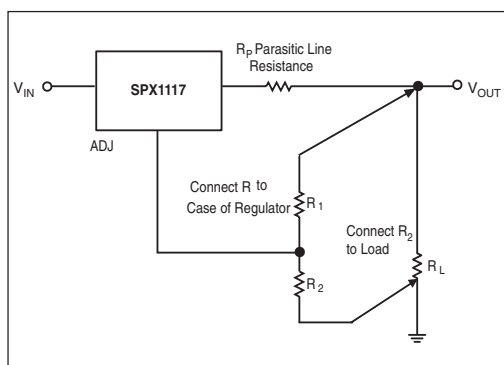 R_P Parasitic Line
Resistance
V_IN
SPX1117
V_OUT
ADJ
Connect R to
Case of Regulator
R_1
Connect R_2
to Load
R_2
R_L